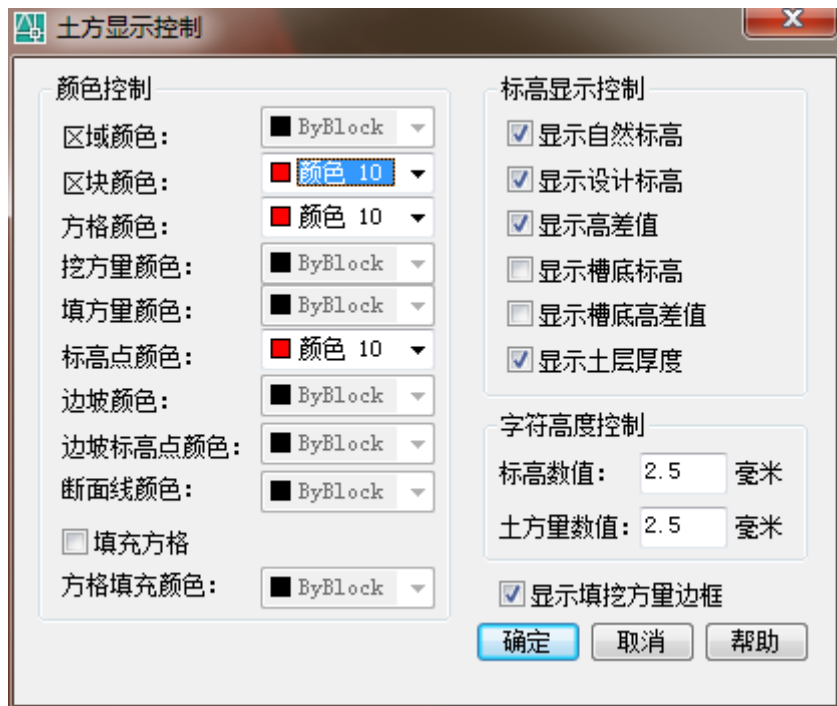 土方显示控制
颜色控制
区域颜色: ByBlock
区块颜色: 颜色 10
方格颜色: 颜色 10
挖方量颜色: ByBlock
填方量颜色: ByBlock
标高点颜色: 颜色 10
边坡颜色: ByBlock
边坡标高点颜色: ByBlock
断面线颜色: ByBlock
填充方格
方格填充颜色: ByBlock
标高显示控制
显示自然标高
显示设计标高
显示高差值
显示槽底标高
显示槽底高差值
显示土层厚度
字符高度控制
标高数值: 2.5 毫米
土方量数值: 2.5 毫米
显示填挖方量边框
确定 取消 帮助